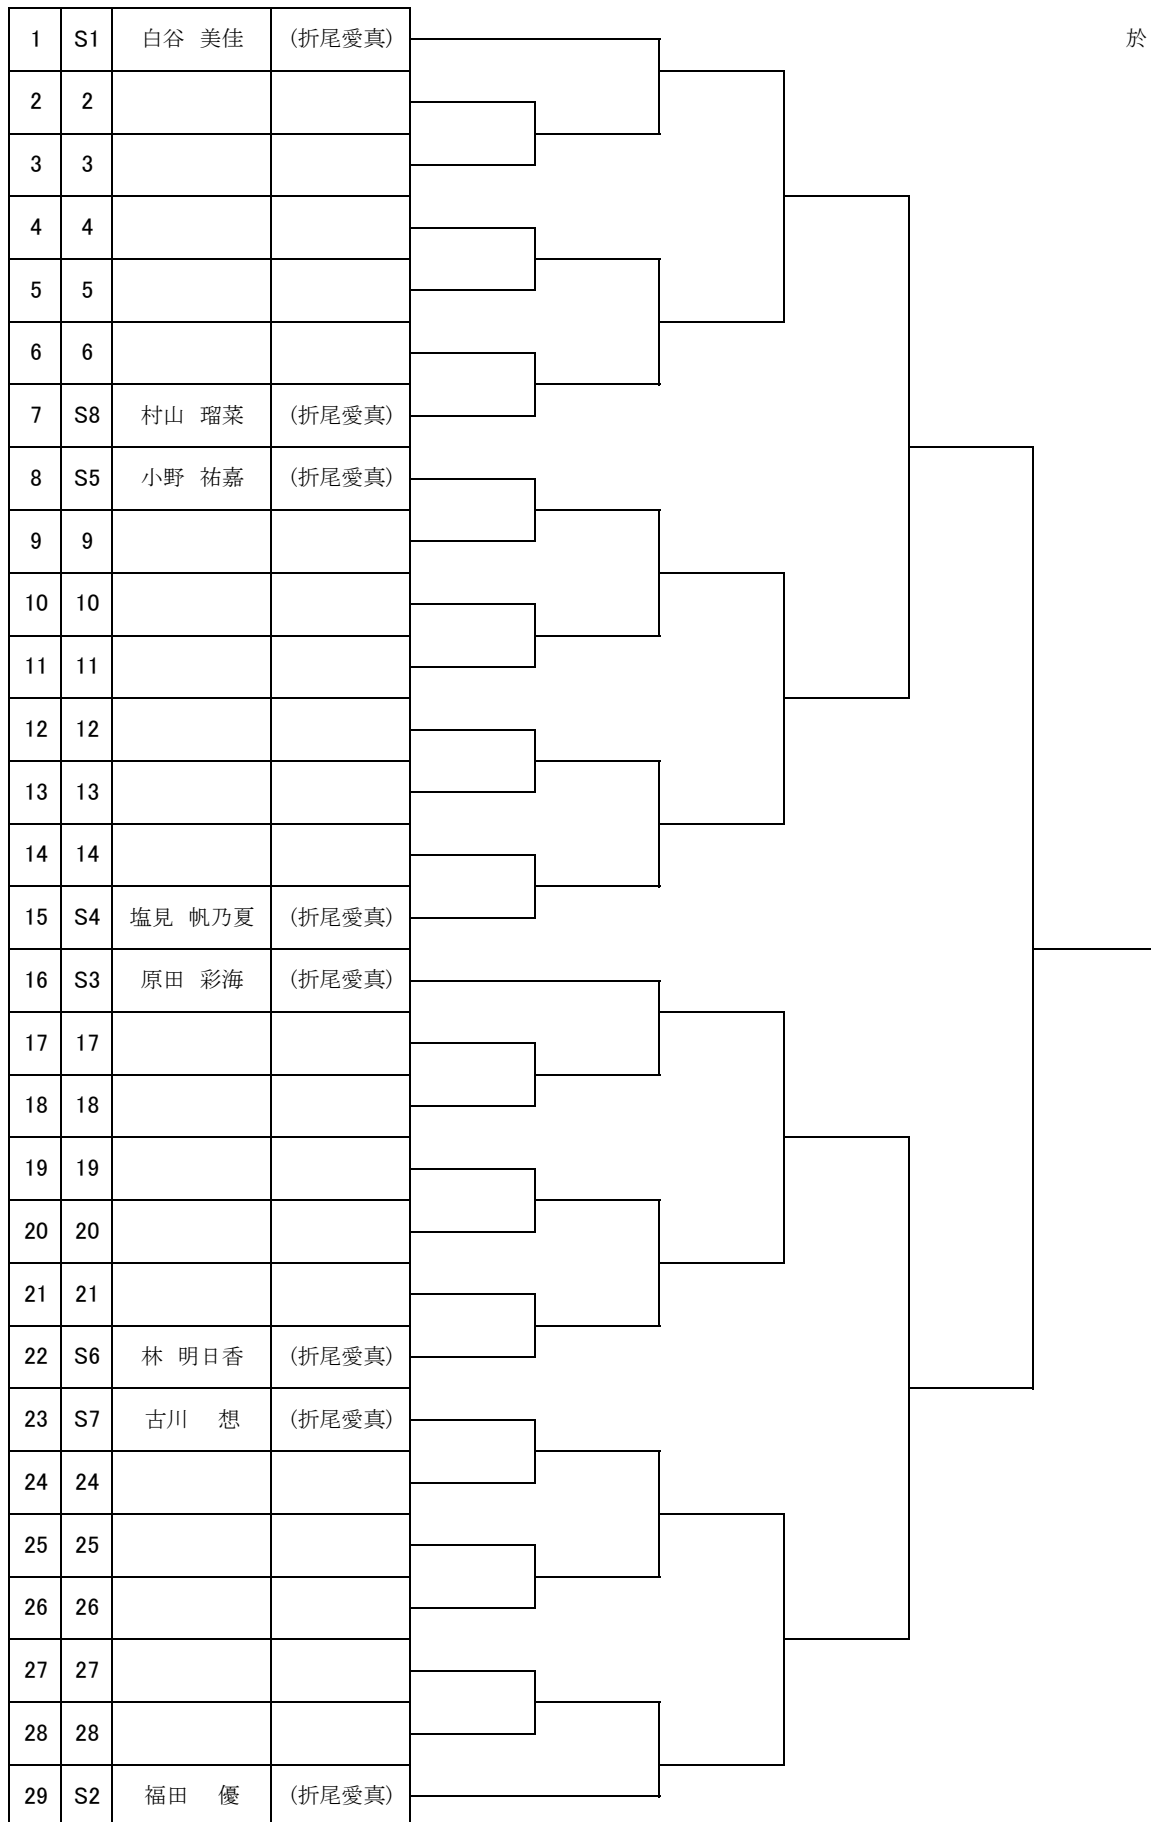 1 S1 白谷 美佳 (折尾愛真) 於
2 2
3 3
4 4
5 5
6 6
7 S8 村山 瑠菜 (折尾愛真)
8 S5 小野 祐嘉 (折尾愛真)
9 9
10 10
11 11
12 12
13 13
14 14
15 S4 塩見 帆乃夏 (折尾愛真)
16 S3 原田 彩海 (折尾愛真)
17 17
18 18
19 19
20 20
21 21
22 S6 林 明日香 (折尾愛真)
23 S7 古川 想 (折尾愛真)
24 24
25 25
26 26
27 27
28 28
29 S2 福田 優 (折尾愛真)